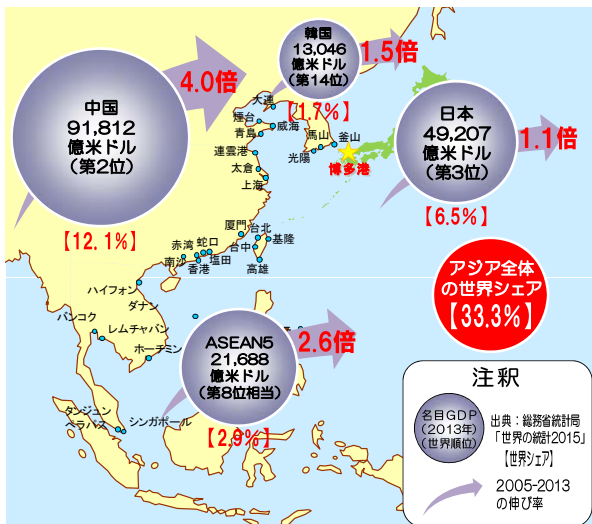 中国
91,812
億米ドル
(第2位)
4.0倍
【12.1%】
韓国
13,046
億米ドル
(第14位)
1.5倍
【1.7%】
日本
49,207
億米ドル
(第3位)
1.1倍
【6.5%】
大連
煙台
威海
青島
連雲港
太倉
上海
馬山
釜山
光陽
博多港
厦門
台北
基隆
台中
高雄
赤湾
蛇口
南沙
塩田
香港
ハイフォン
ダナン
バンコク
レムチャバン
ホーチミン
タンジュン
ペラパス
シンガポール
ASEAN5
21,688
億米ドル
(第8位相当)
2.6倍
【2.9%】
アジア全体
の世界シェア
【33.3%】
注釈
名目GDP
(2013年)
(世界順位)
出典:総務省統計局
「世界の統計2015」
【世界シェア】
2005-2013
の伸び率